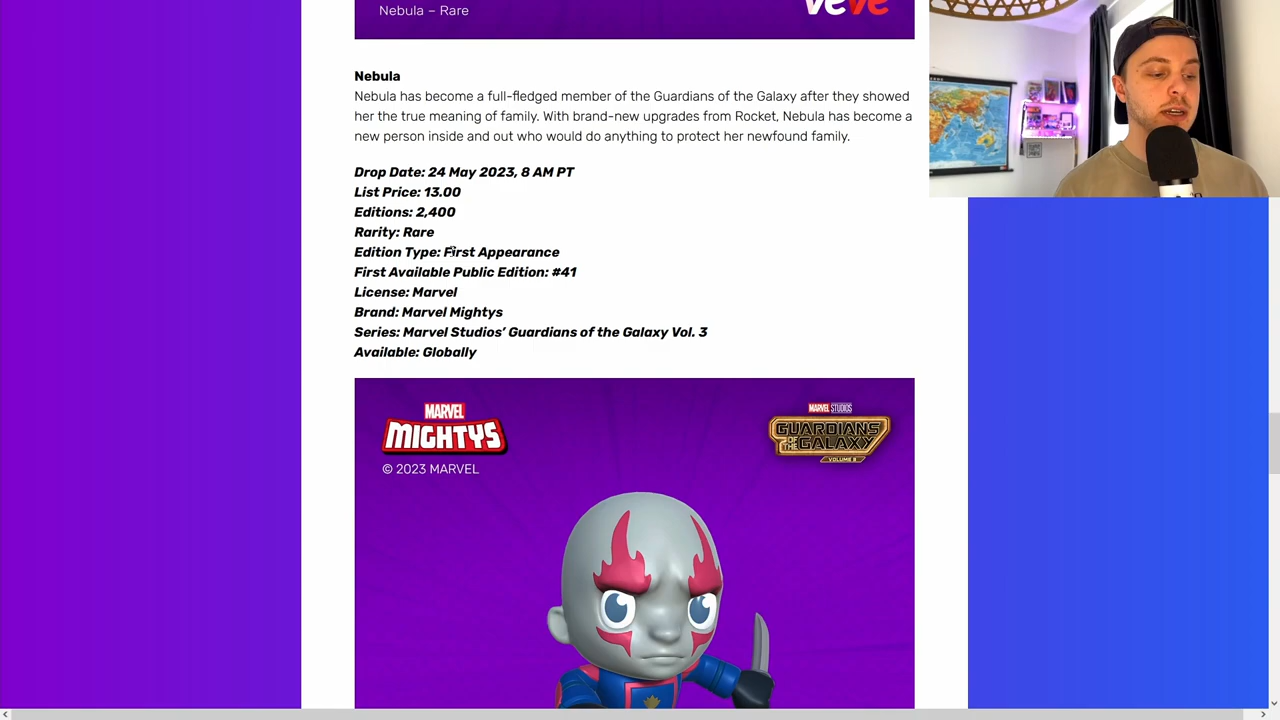 Nebula – Rare
veve
Nebula
Nebula has become a full-fledged member of the Guardians of the Galaxy after they showed
her the true meaning of family. With brand-new upgrades from Rocket, Nebula has become a
new person inside and out who would do anything to protect her newfound family.
Drop Date: 24 May 2023, 8 AM PT
List Price: 13.00
Editions: 2,400
Rarity: Rare
Edition Type: First Appearance
First Available Public Edition: #41
License: Marvel
Brand: Marvel Mightys
Series: Marvel Studios’ Guardians of the Galaxy Vol. 3
Available: Globally
MARVEL
MIGHTYS
© 2023 MARVEL
MARVEL STUDIOS
GUARDIANS
OF THE GALAXY
VOLUME 3